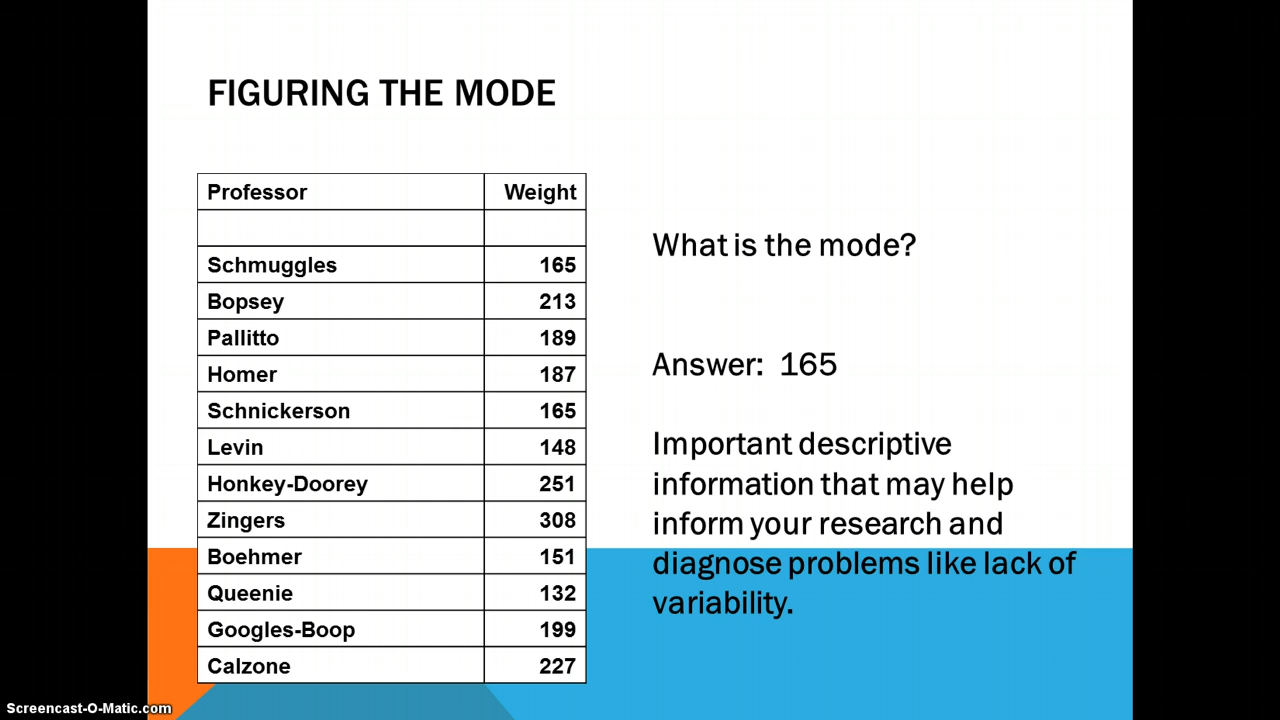 FIGURING THE MODE
Professor Weight
Schmuggles 165
Bopsey 213
Pallitto 189
Homer 187
Schnickerson 165
Levin 148
Honkey-Doorey 251
Zingers 308
Boehmer 151
Queenie 132
Googles-Boop 199
Calzone 227
What is the mode?
Answer: 165
Important descriptive
information that may help
inform your research and
diagnose problems like lack of
variability.
Screencast-O-Matic.com